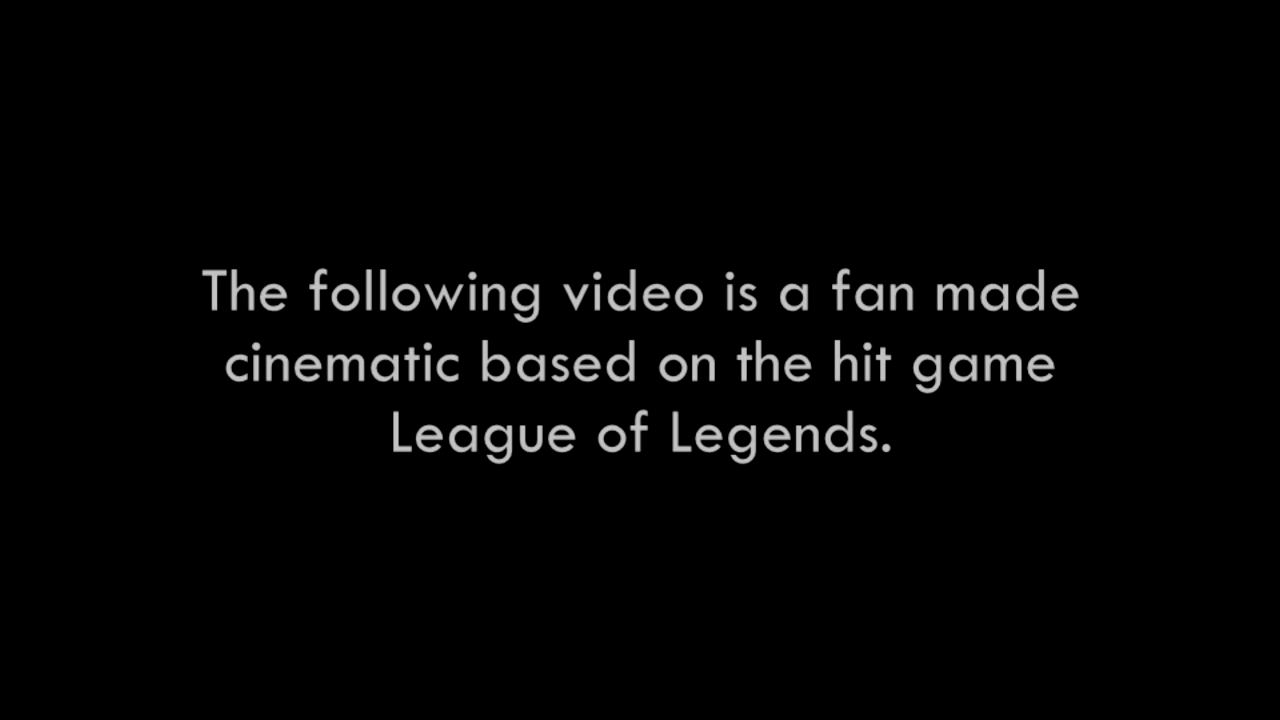 The following video is a fan made
cinematic based on the hit game
League of Legends.